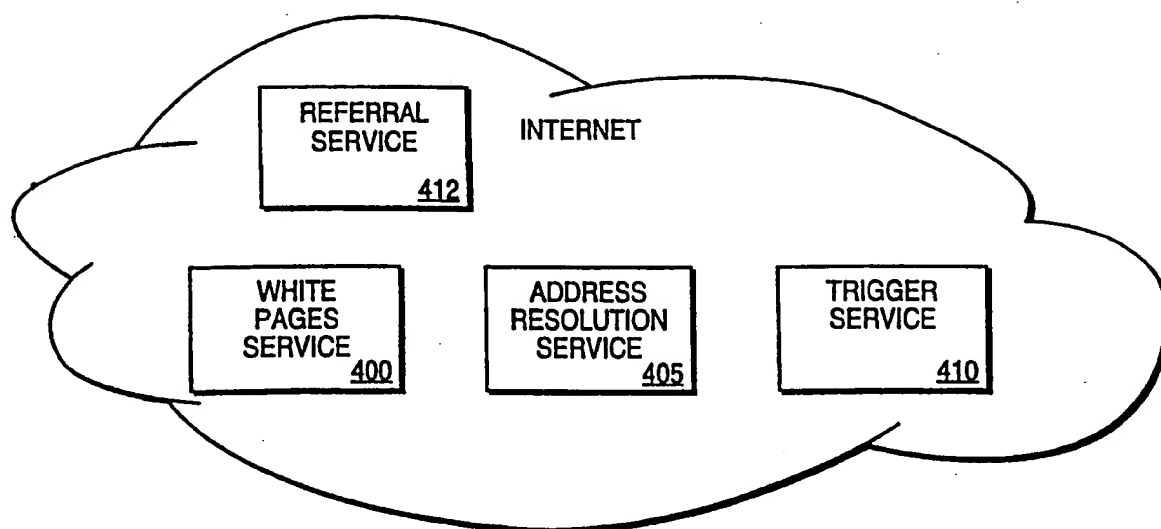 REFERRAL
SERVICE
412
INTERNET
WHITE
PAGES
SERVICE
400
ADDRESS
RESOLUTION
SERVICE
405
TRIGGER
SERVICE
410